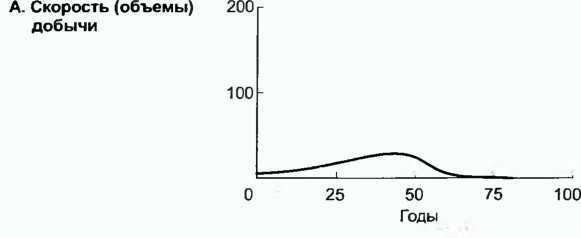 А. Скорость (объемы)
добычи
200
100
0 25 50 75 100
Годы